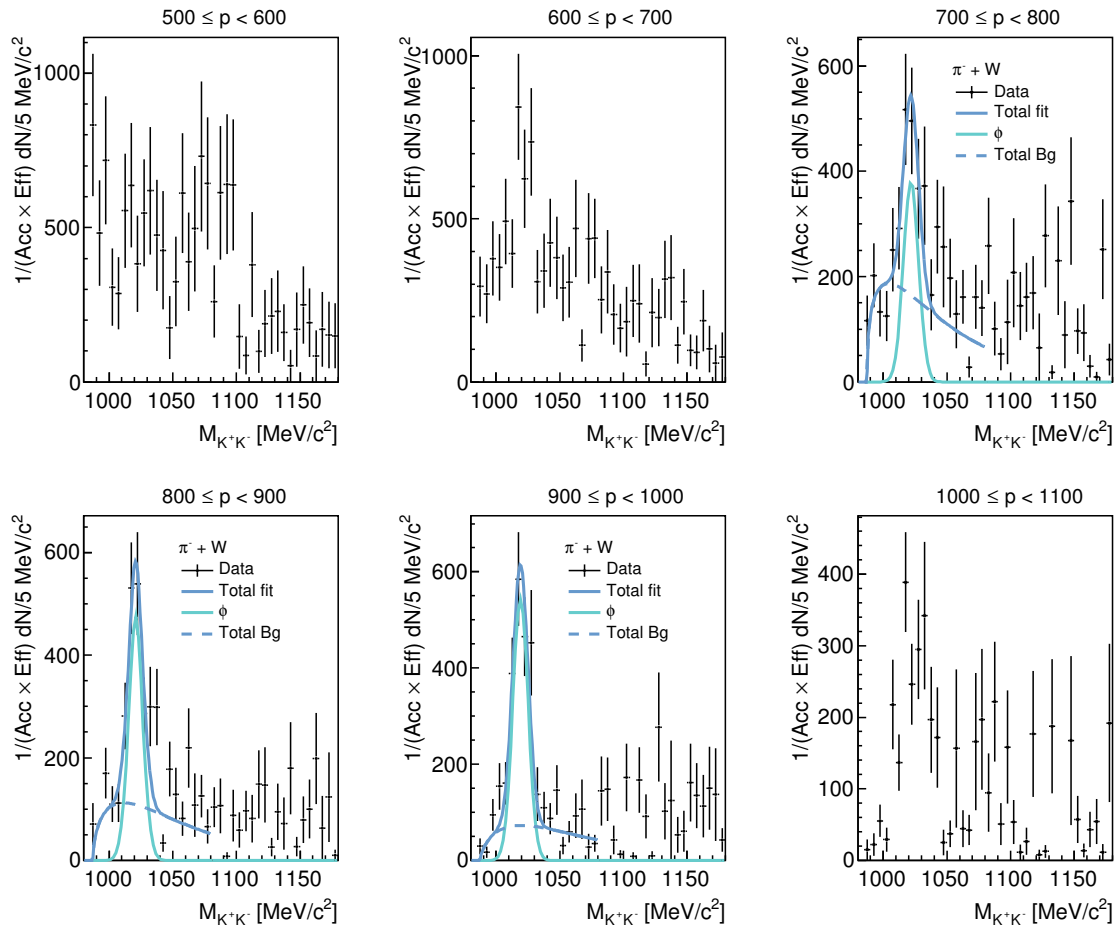 500 ≤ p < 600
1/(Acc × Eff) dN/5 MeV/c²
1000
500
0
1000 1050 1100 1150
M_K⁺K⁻ [MeV/c²]
600 ≤ p < 700
1/(Acc × Eff) dN/5 MeV/c²
1000
500
0
1000 1050 1100 1150
M_K⁺K⁻ [MeV/c²]
700 ≤ p < 800
1/(Acc × Eff) dN/5 MeV/c²
600
400
200
0
π⁻ + W
Data
Total fit
ϕ
Total Bg
1000 1050 1100 1150
M_K⁺K⁻ [MeV/c²]
800 ≤ p < 900
1/(Acc × Eff) dN/5 MeV/c²
600
400
200
0
π⁻ + W
Data
Total fit
ϕ
Total Bg
1000 1050 1100 1150
M_K⁺K⁻ [MeV/c²]
900 ≤ p < 1000
1/(Acc × Eff) dN/5 MeV/c²
600
400
200
0
π⁻ + W
Data
Total fit
ϕ
Total Bg
1000 1050 1100 1150
M_K⁺K⁻ [MeV/c²]
1000 ≤ p < 1100
1/(Acc × Eff) dN/5 MeV/c²
400
300
200
100
0
1000 1050 1100 1150
M_K⁺K⁻ [MeV/c²]